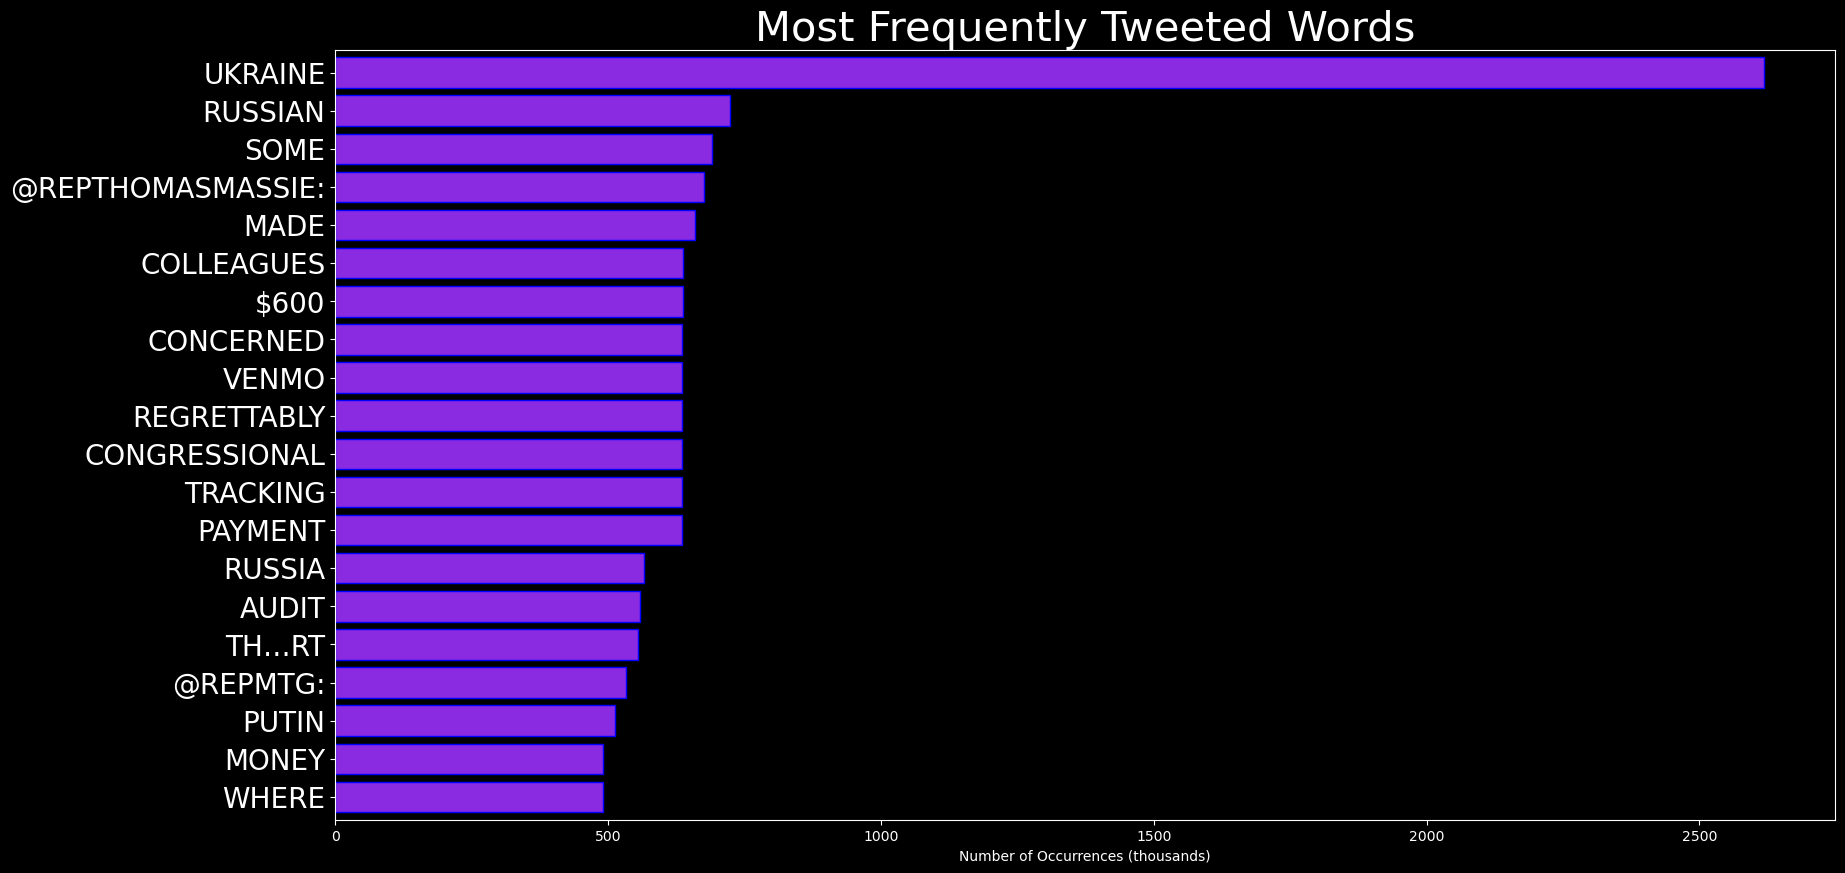 Most Frequently Tweeted Words
UKRAINE
RUSSIAN
SOME
@REPTHOMASMASSIE:
MADE
COLLEAGUES
$600
CONCERNED
VENMO
REGRETTABLY
CONGRESSIONAL
TRACKING
PAYMENT
RUSSIA
AUDIT
TH…RT
@REPMTG:
PUTIN
MONEY
WHERE
0 500 1000 1500 2000 2500
Number of Occurrences (thousands)